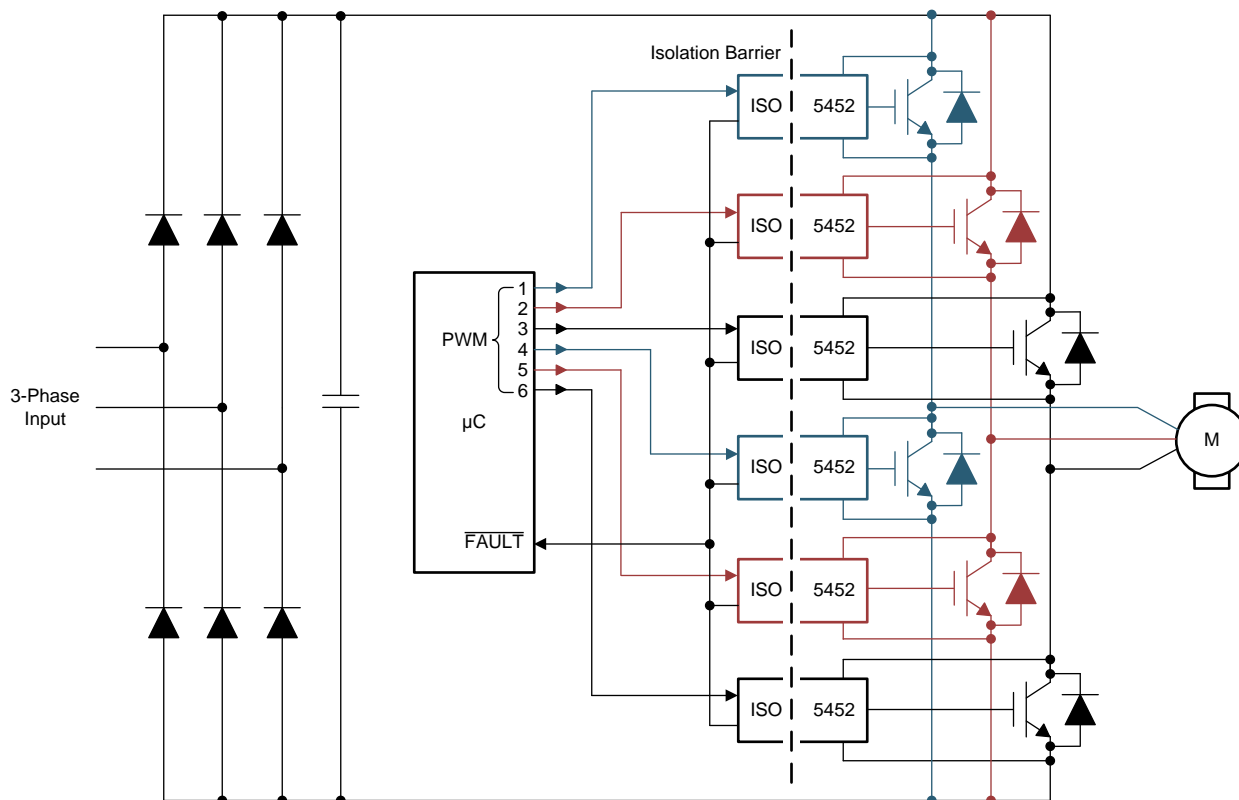 Isolation Barrier
ISO 5452
ISO 5452
1
2
3
PWM
4
5
6
ISO 5452
3-Phase
Input
µC
M
ISO 5452
FAULT
ISO 5452
ISO 5452